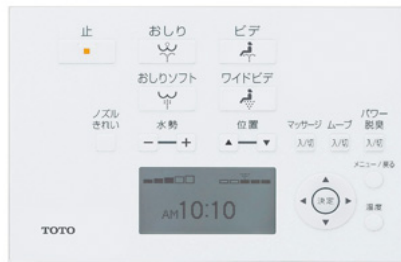 止
おしり
ビデ
おしりソフト
ワイドビデ
ノズル
きれい
水勢
位置
マッサージ
ムーブ
パワー
脱臭
− +
▲ ▼
入/切
入/切
入/切
メニュー/戻る
決定
温度
AM10:10
TOTO